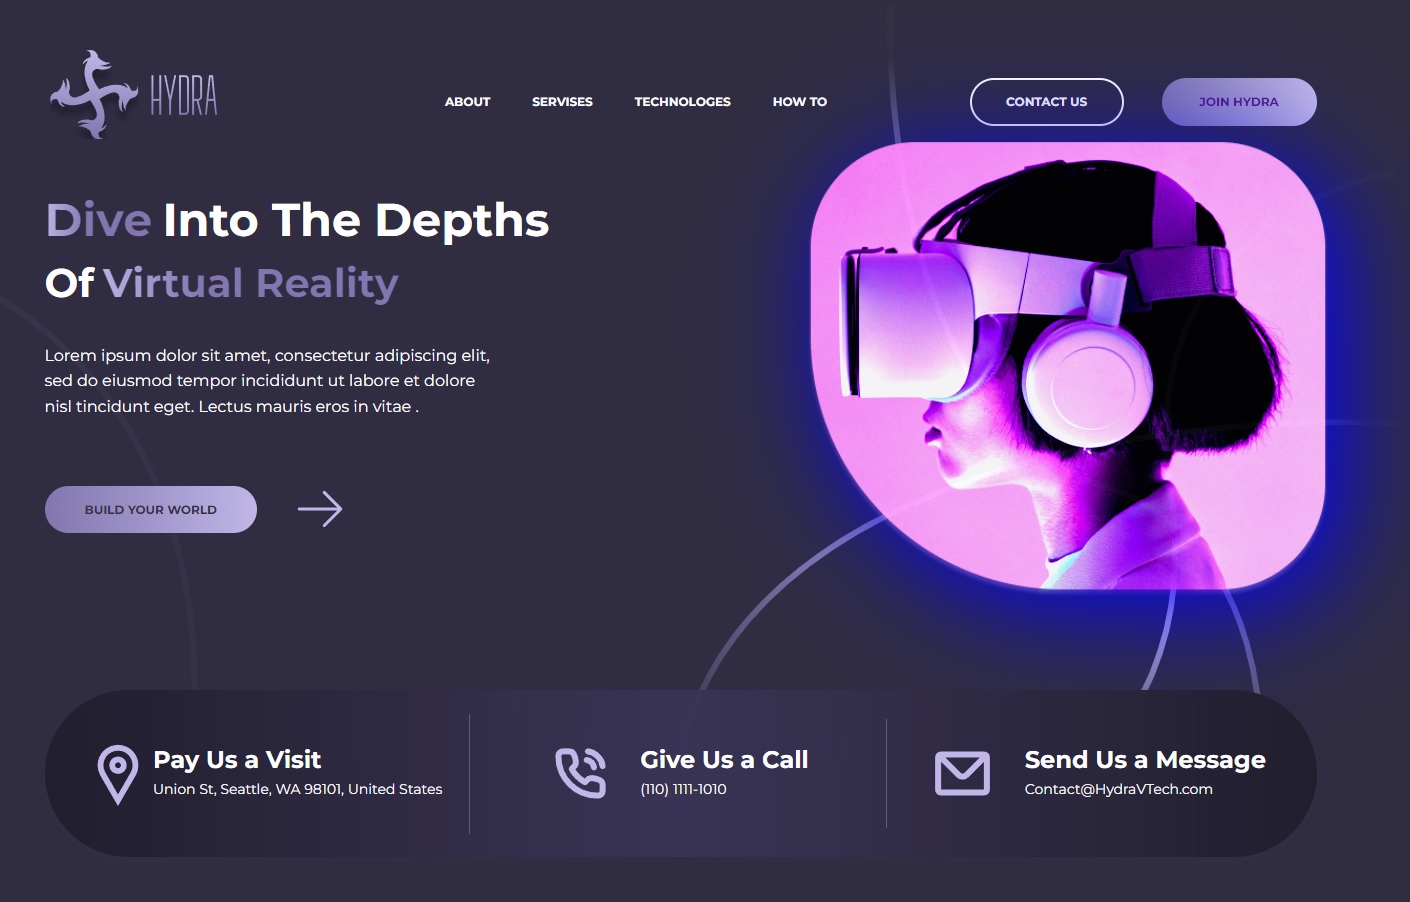 HYDRA
ABOUT SERVISES TECHNOLOGES HOW TO CONTACT US JOIN HYDRA
Dive Into The Depths
Of Virtual Reality
Lorem ipsum dolor sit amet, consectetur adipiscing elit,
sed do eiusmod tempor incididunt ut labore et dolore
nisl tincidunt eget. Lectus mauris eros in vitae .
BUILD YOUR WORLD
Pay Us a Visit
Union St, Seattle, WA 98101, United States
Give Us a Call
(110) 1111-1010
Send Us a Message
Contact@HydraVTech.com